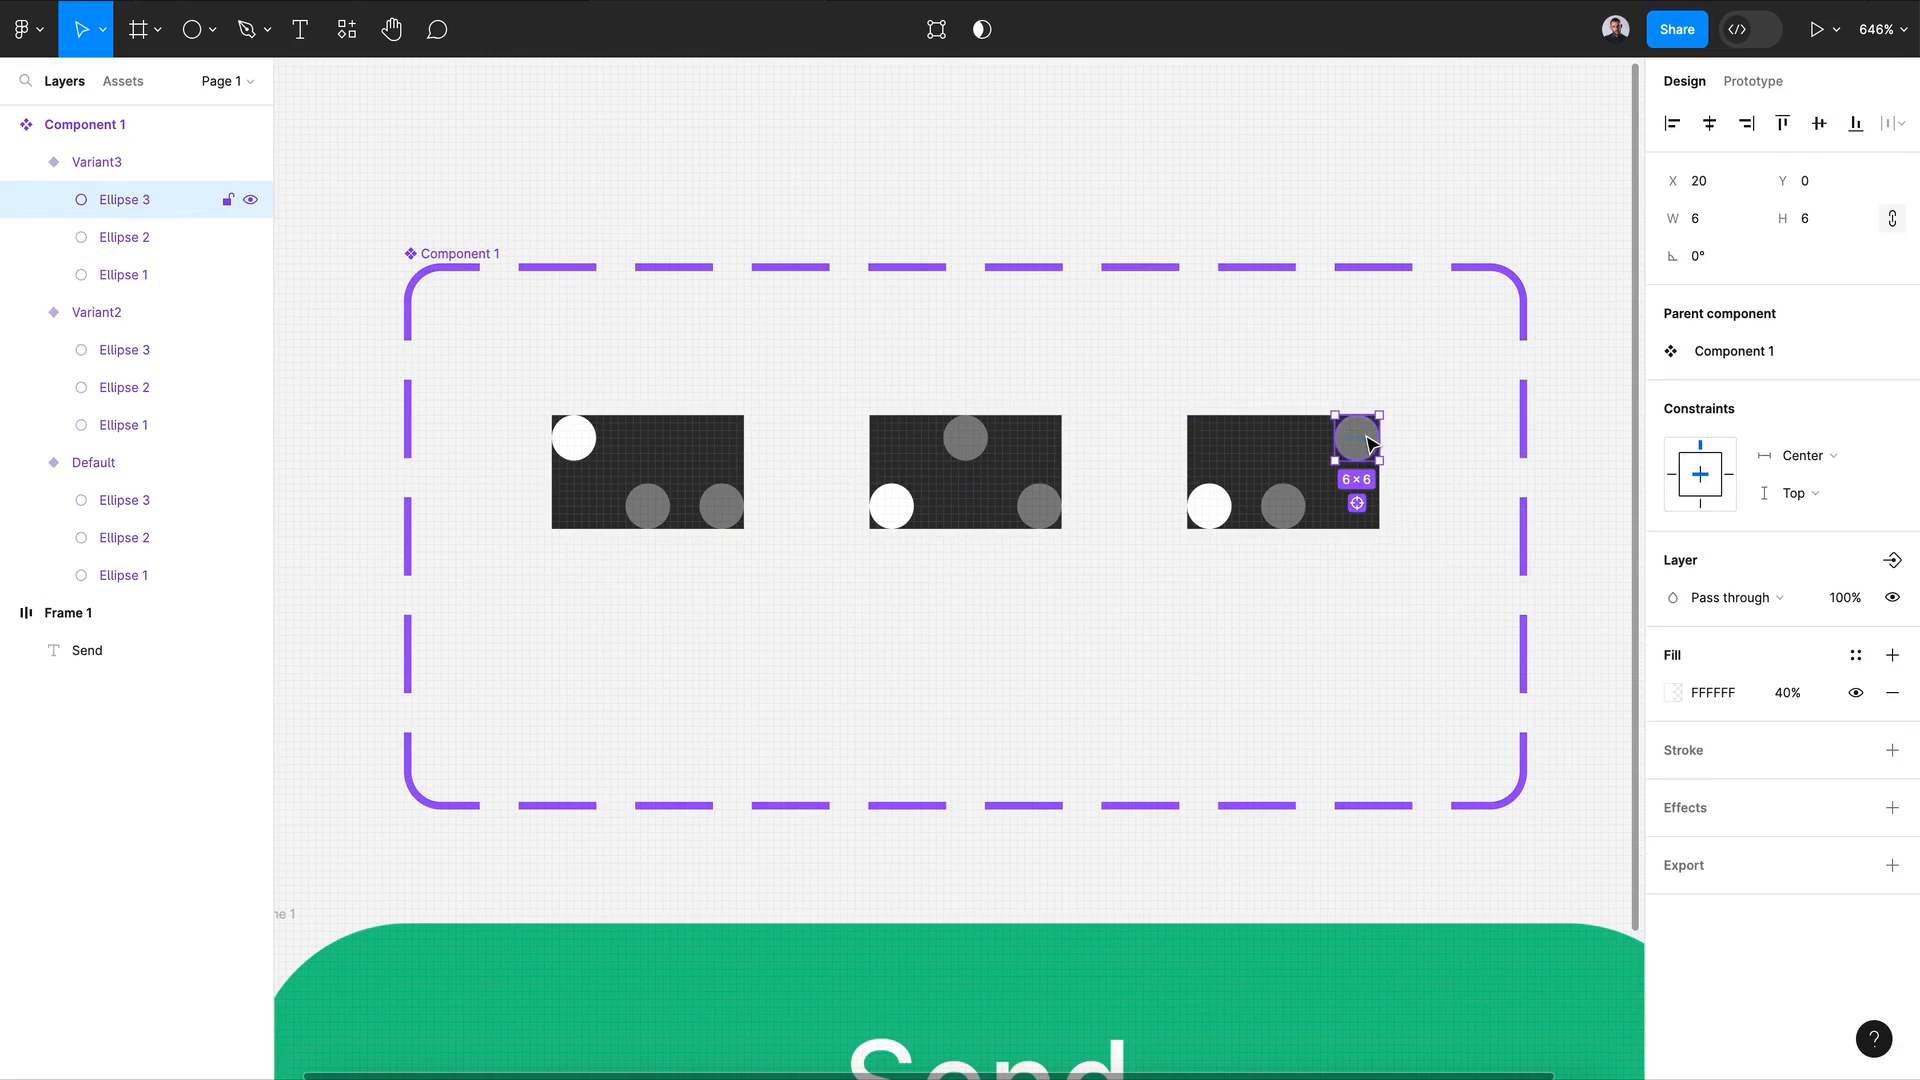 Share
646%
Layers
Assets
Page 1
Component 1
Variant3
Ellipse 3
Ellipse 2
Ellipse 1
Variant2
Ellipse 3
Ellipse 2
Ellipse 1
Default
Ellipse 3
Ellipse 2
Ellipse 1
Frame 1
Send
Component 1
6 × 6
ne 1
Send
Design
Prototype
X 20
Y 0
W 6
H 6
0°
Parent component
Component 1
Constraints
Center
Top
Layer
Pass through
100%
Fill
FFFFFF
40%
Stroke
Effects
Export
?